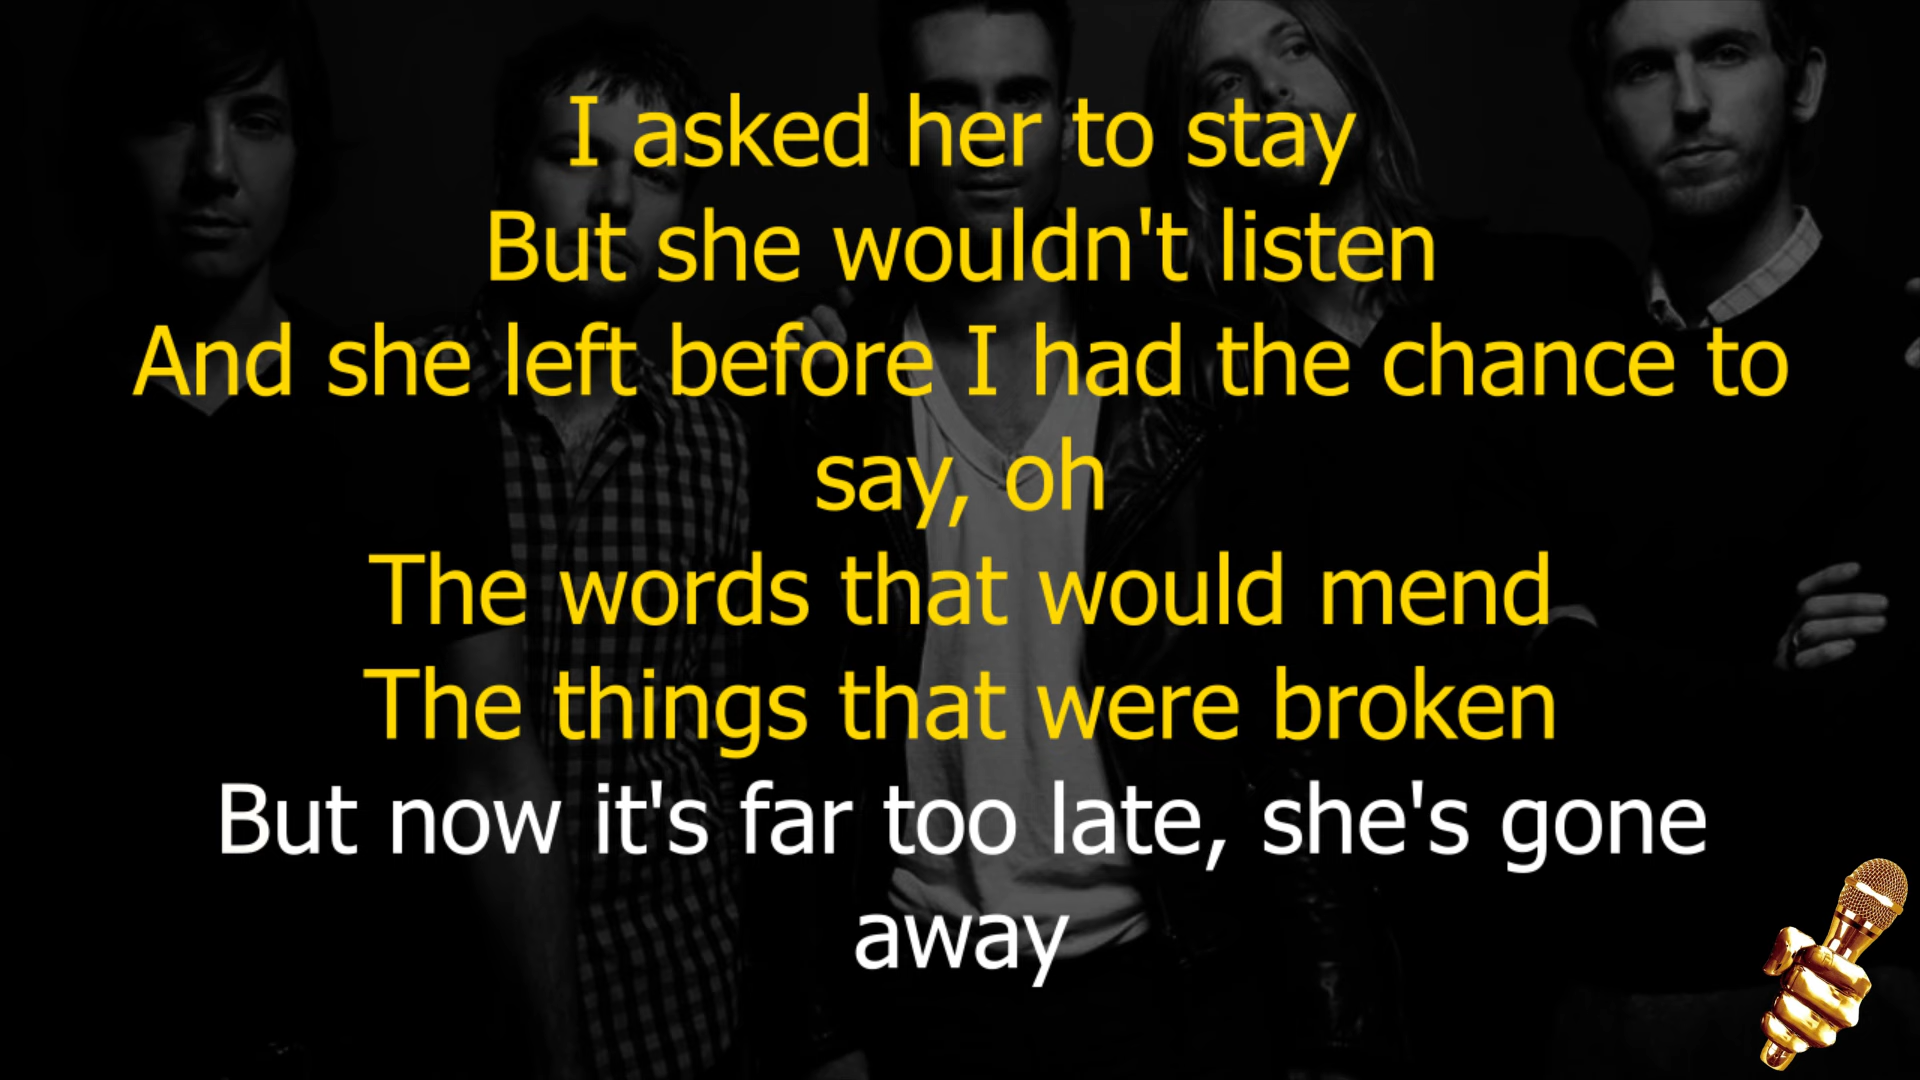 I asked her to stay
But she wouldn't listen
And she left before I had the chance to
say, oh
The words that would mend
The things that were broken
But now it's far too late, she's gone
away